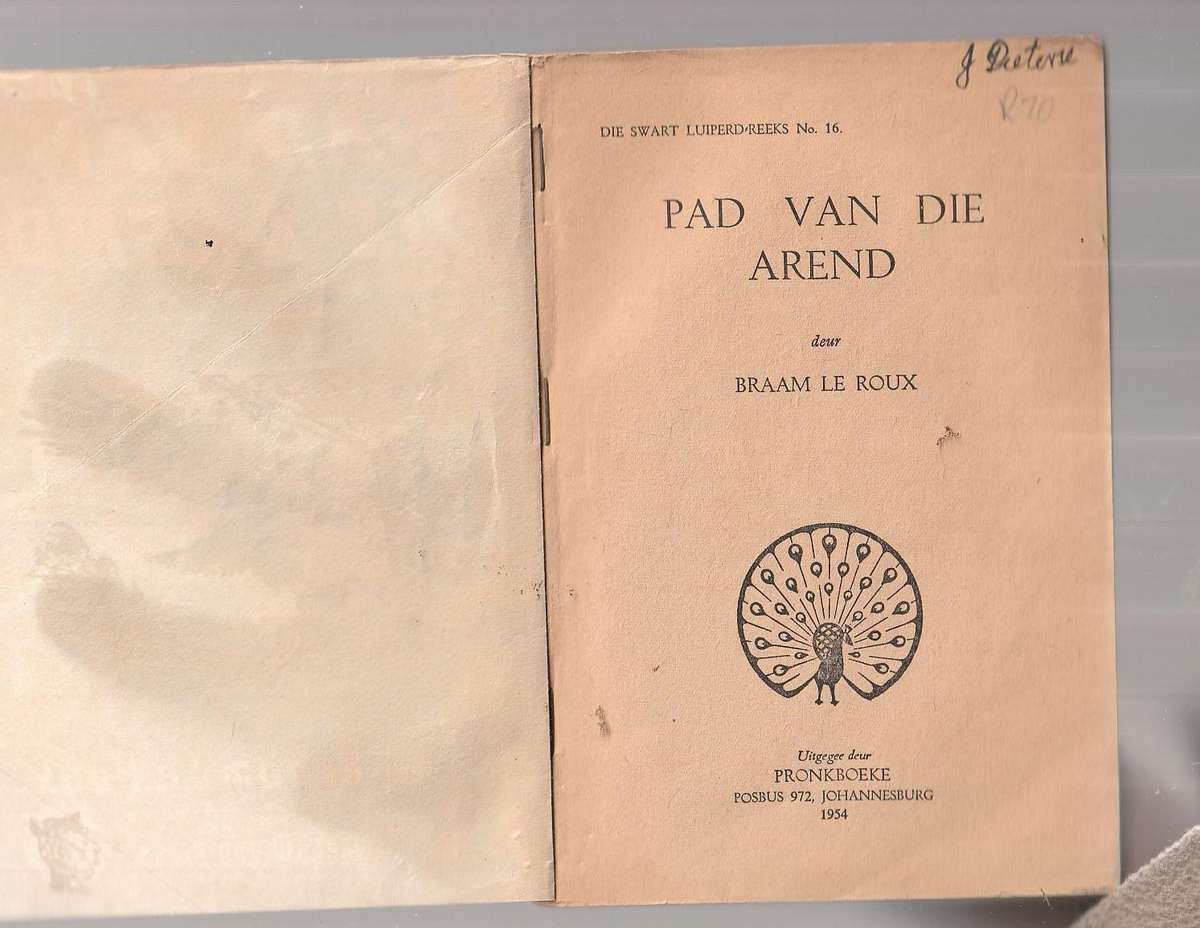 R70
DIE SWART LUIPERD-REEKS No. 16.
PAD VAN DIE
AREND
deur
BRAAM LE ROUX
Uitgegee deur
PRONKBOEKE
POSBUS 972, JOHANNESBURG
1954